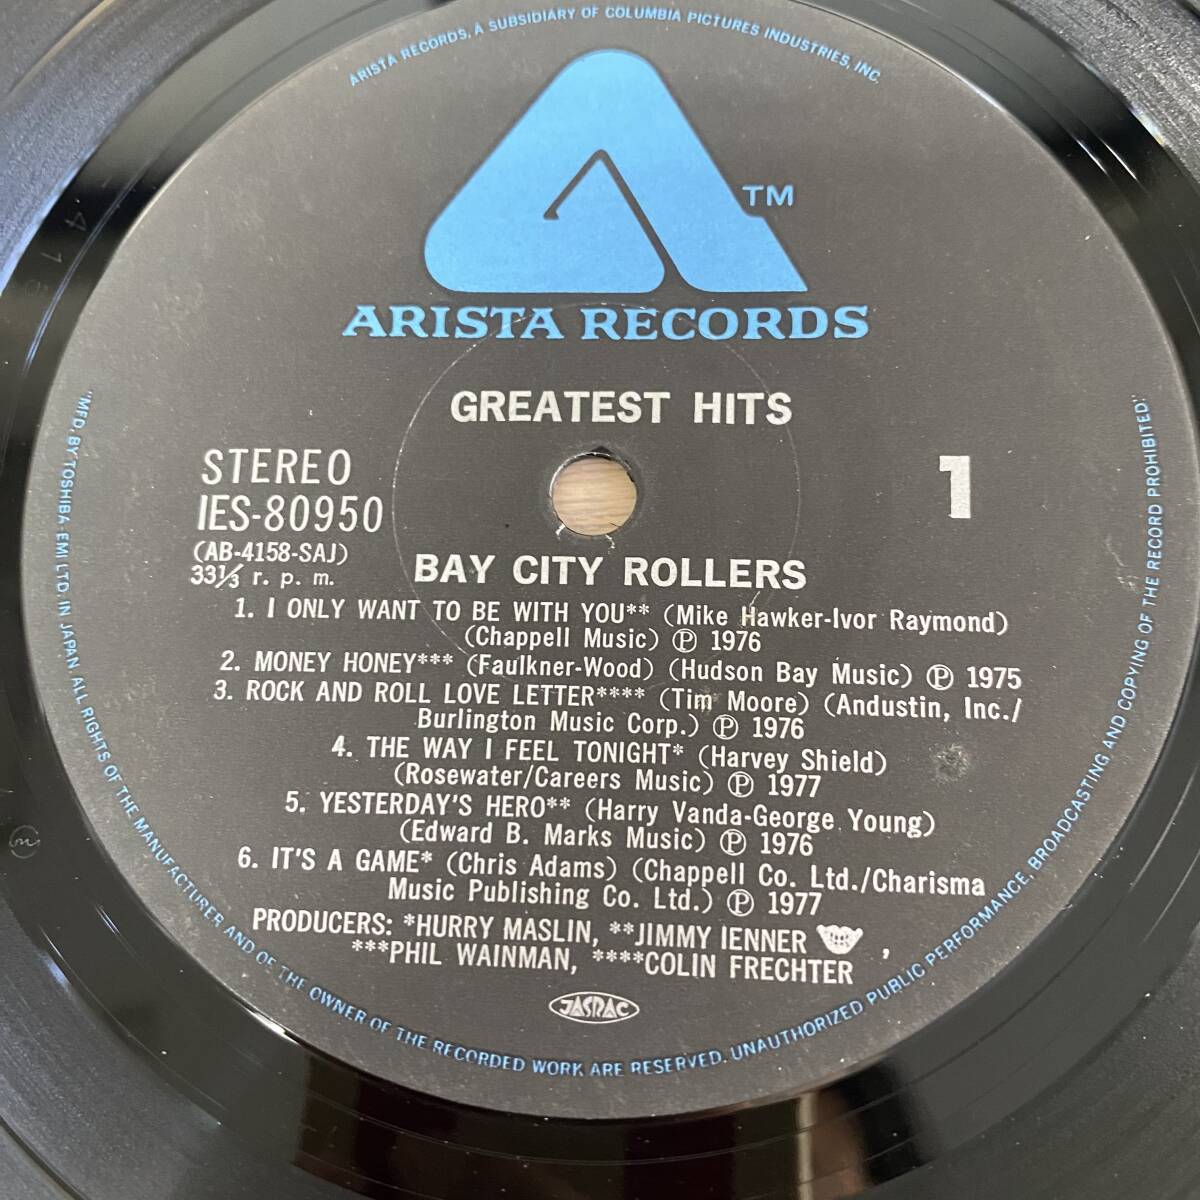 ARISTA RECORDS, A SUBSIDIARY OF COLUMBIA PICTURES INDUSTRIES, INC.
TM
ARISTA RECORDS
GREATEST HITS
STEREO
IES-80950
(AB-4158-SAJ)
33 1/3 r. p. m.
1
BAY CITY ROLLERS
1. I ONLY WANT TO BE WITH YOU** (Mike Hawker-Ivor Raymond)
(Chappell Music) Ⓟ 1976
2. MONEY HONEY*** (Faulkner-Wood) (Hudson Bay Music) Ⓟ 1975
3. ROCK AND ROLL LOVE LETTER**** (Tim Moore) (Andustin, Inc./
Burlington Music Corp.) Ⓟ 1976
4. THE WAY I FEEL TONIGHT* (Harvey Shield)
(Rosewater/Careers Music) Ⓟ 1977
5. YESTERDAY'S HERO** (Harry Vanda-George Young)
(Edward B. Marks Music) Ⓟ 1976
6. IT'S A GAME* (Chris Adams) (Chappell Co. Ltd./Charisma
Music Publishing Co. Ltd.) Ⓟ 1977
PRODUCERS: *HURRY MASLIN, **JIMMY IENNER ,
***PHIL WAINMAN, ****COLIN FRECHTER
JASRAC
"MFD. BY TOSHIBA EMI LTD. IN JAPAN ALL RIGHTS OF THE MANUFACTURER AND OF THE OWNER OF THE RECORDED WORK ARE RESERVED. UNAUTHORIZED PUBLIC PERFORMANCE, BROADCASTING AND COPYING OF THE RECORD PROHIBITED."